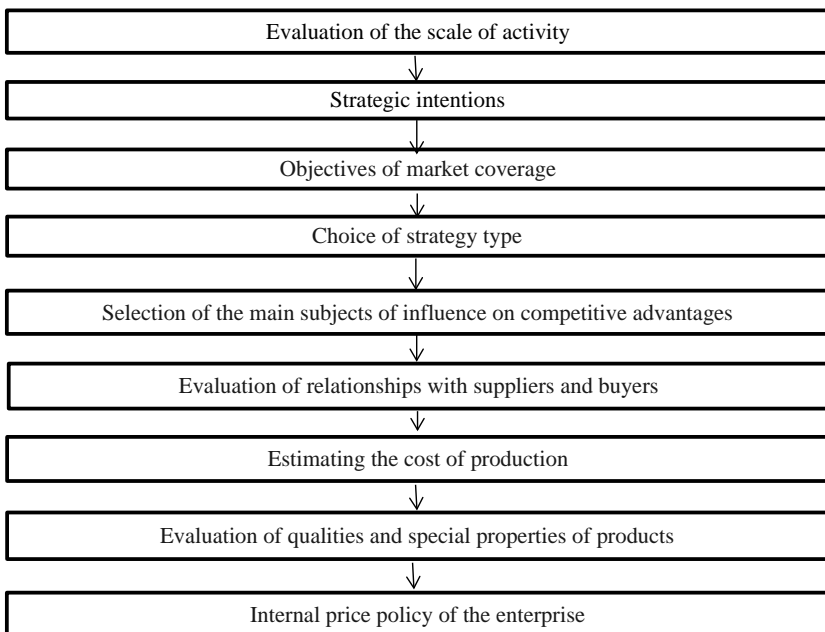 Evaluation of the scale of activity
Strategic intentions
Objectives of market coverage
Choice of strategy type
Selection of the main subjects of influence on competitive advantages
Evaluation of relationships with suppliers and buyers
Estimating the cost of production
Evaluation of qualities and special properties of products
Internal price policy of the enterprise